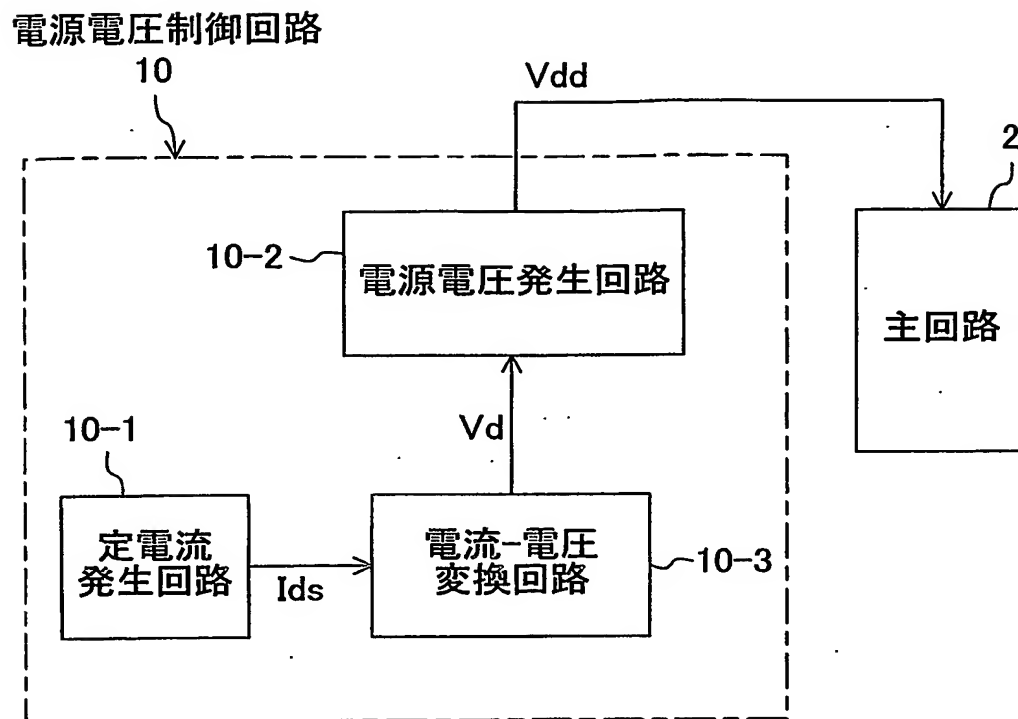 電源電圧制御回路
10
Vdd
2
10-2
電源電圧発生回路
主回路
Vd
10-1
定電流
発生回路
Ids
電流-電圧
変換回路
10-3